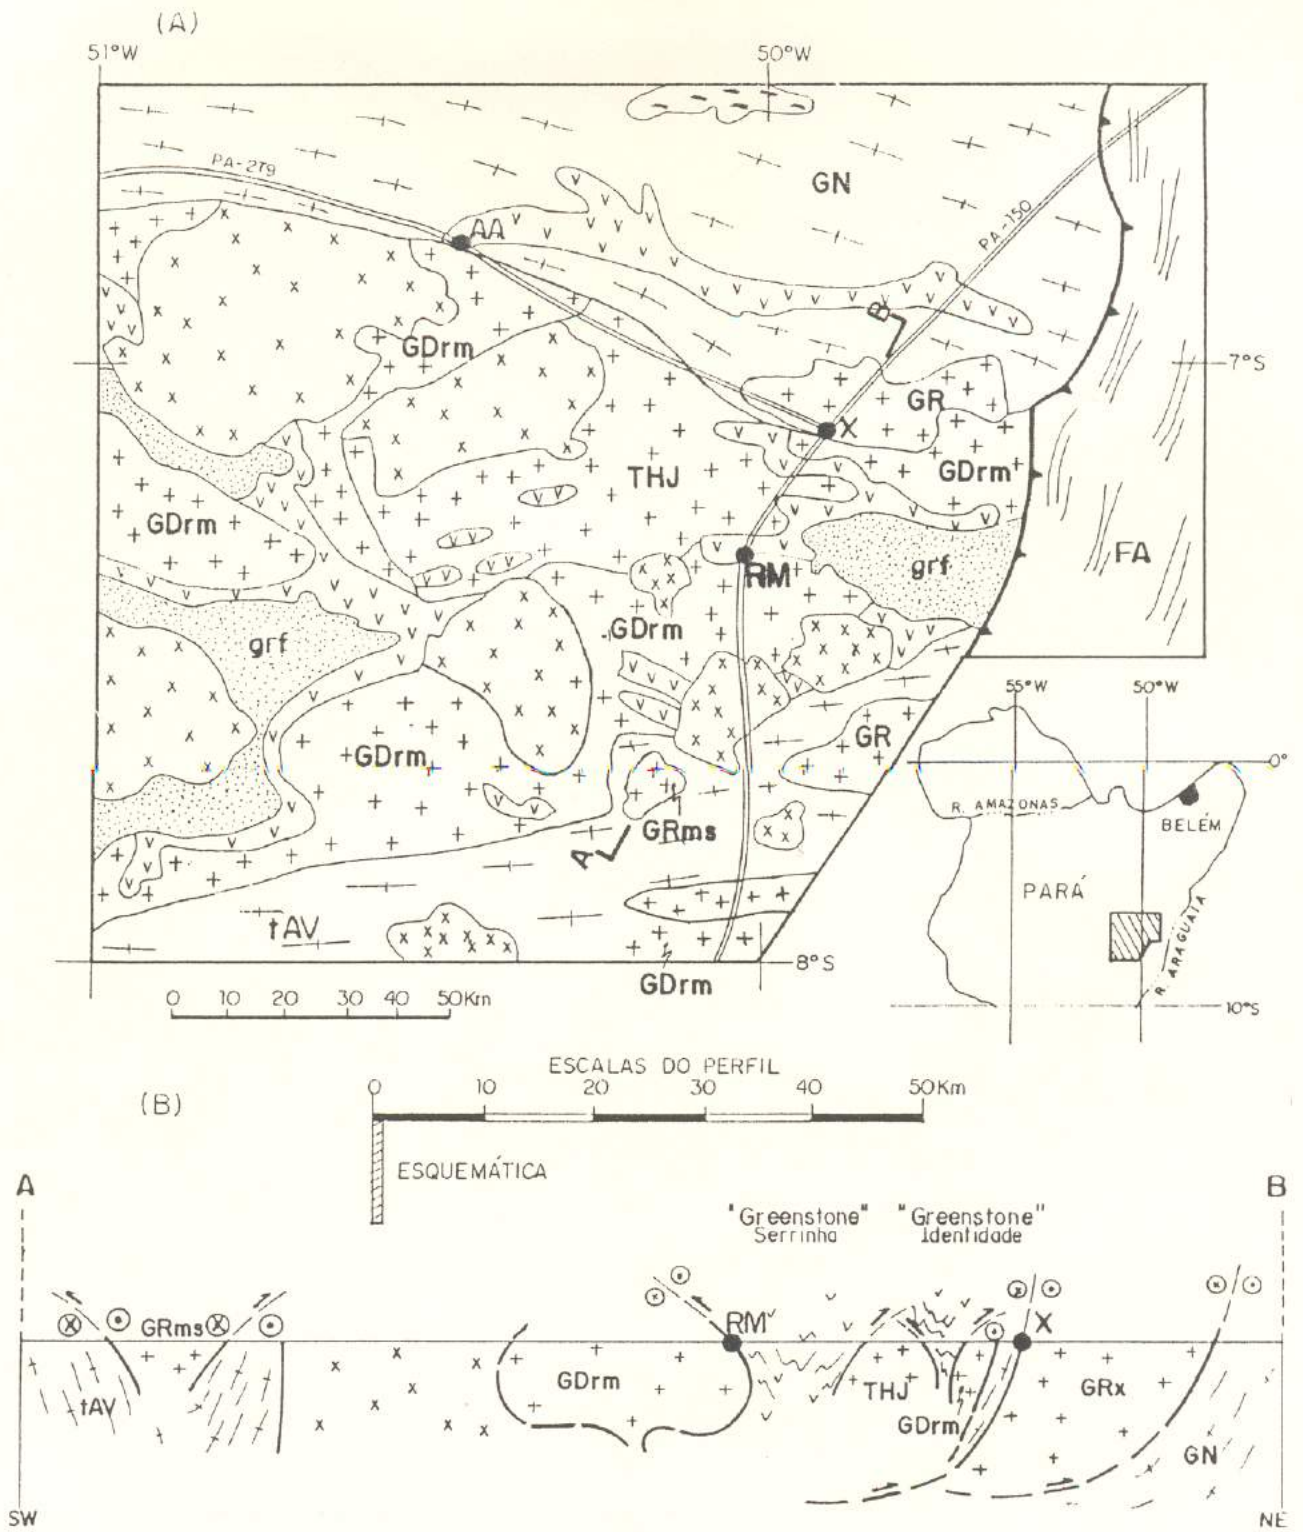 (A)
51°W
50°W
PA-279
GN
PA-150
AA
B
GDrm
7°S
GR
X
THJ
GDrm
GDrm
RM
grf
FA
GDrm
grf
55°W
50°W
GR
GDrm
0°
R. AMAZONAS
BELÉM
GRms
A
PARÁ
tAV
R. ARAGUAIA
8°S
GDrm
10°S
0 10 20 30 40 50Km
ESCALAS DO PERFIL
0 10 20 30 40 50Km
(B)
ESQUEMÁTICA
A
B
"Greenstone" "Greenstone"
Serrinha Identidade
GRms
RM
X
tAV
GDrm
THJ
GRx
GDrm
GN
SW
NE